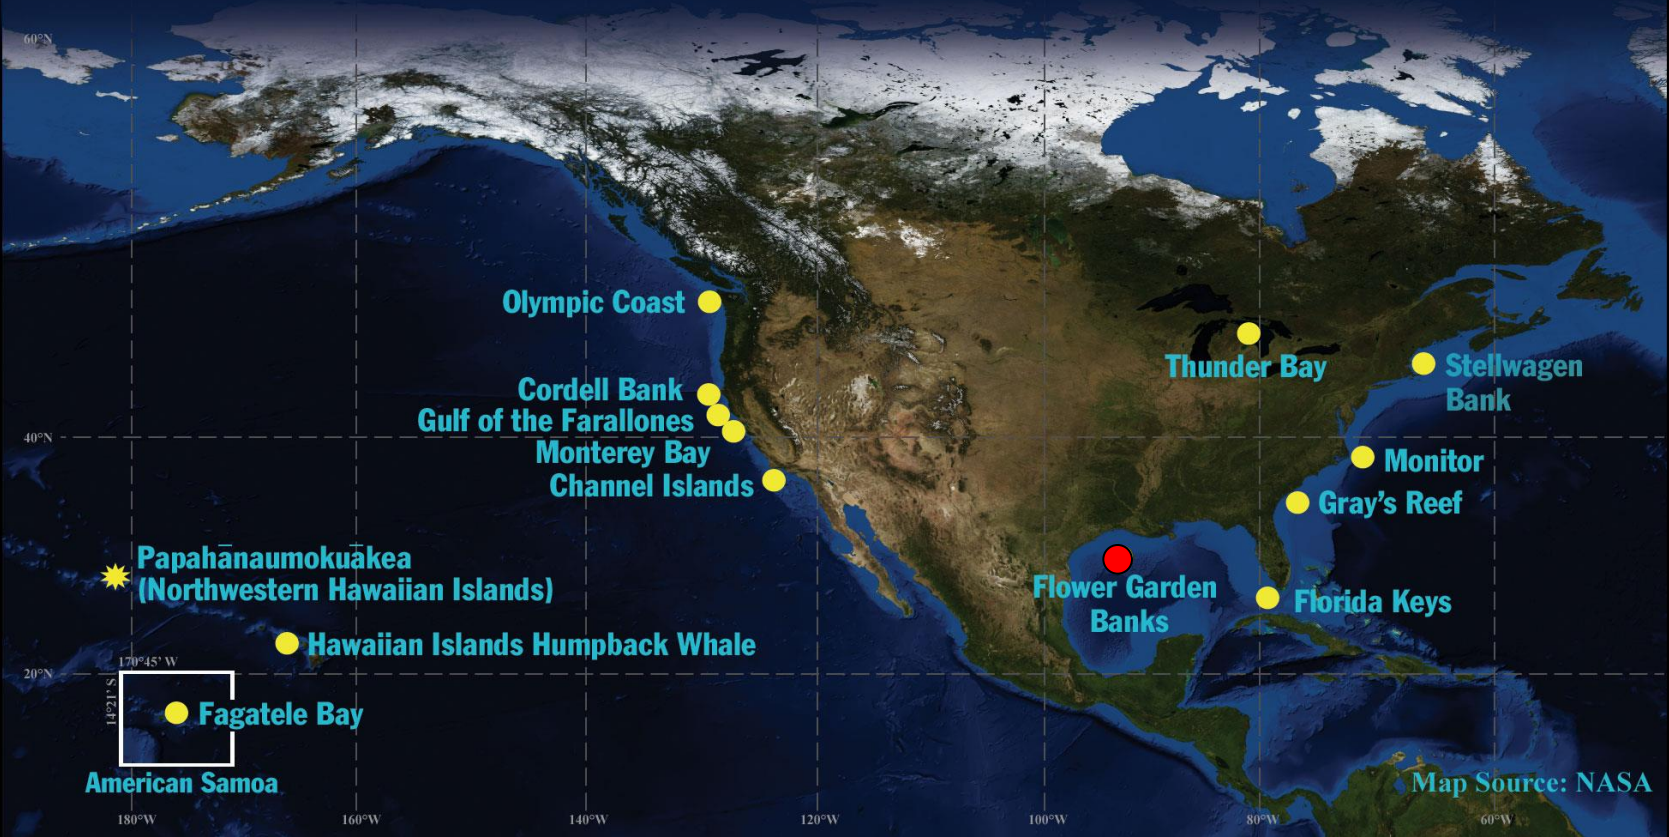 60°N
Olympic Coast
Thunder Bay
Stellwagen
Bank
Cordell Bank
Gulf of the Farallones
40°N
Monterey Bay
Monitor
Channel Islands
Gray's Reef
Papahānaumokuākea
(Northwestern Hawaiian Islands)
Flower Garden
Banks
Florida Keys
Hawaiian Islands Humpback Whale
170°45' W
20°N
14°21' S
Fagatele Bay
American Samoa
Map Source: NASA
180°W
160°W
140°W
120°W
100°W
80°W
60°W